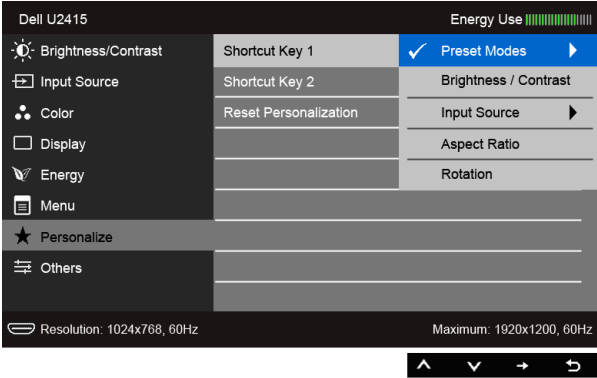 Dell U2415
Energy Use
Brightness/Contrast
Input Source
Color
Display
Energy
Menu
Personalize
Others
Shortcut Key 1
Shortcut Key 2
Reset Personalization
Preset Modes
Brightness / Contrast
Input Source
Aspect Ratio
Rotation
Resolution: 1024x768, 60Hz
Maximum: 1920x1200, 60Hz